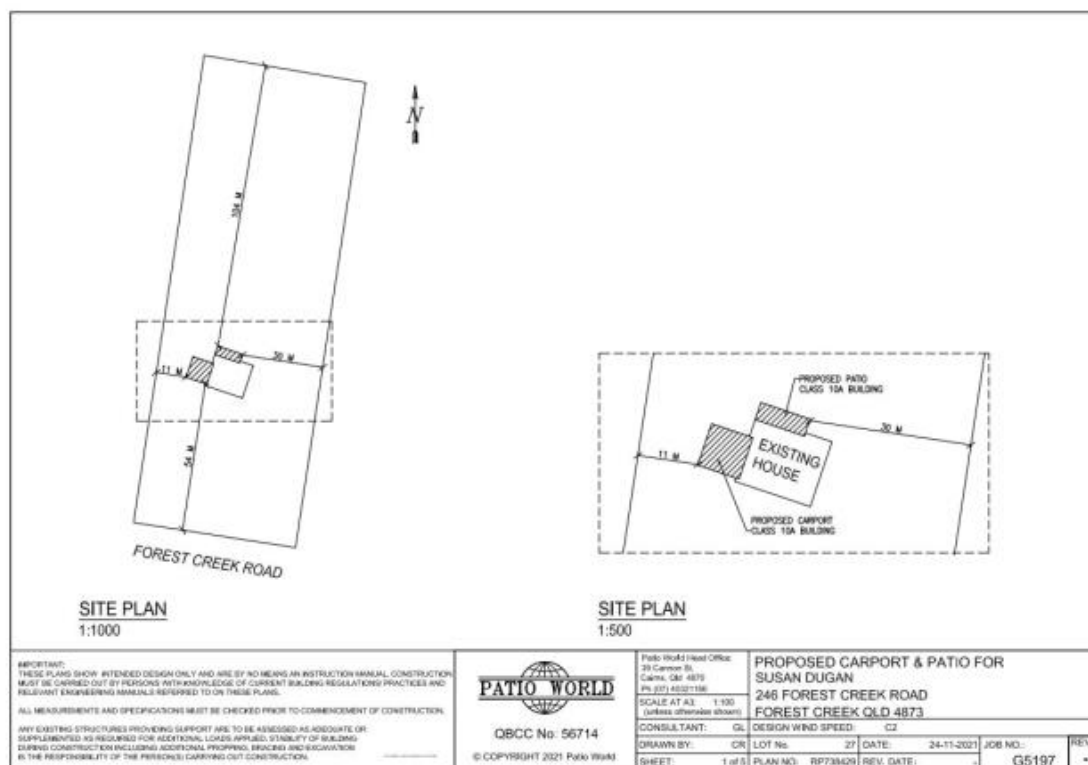 N
104 M
30 M
11 M
54 M
FOREST CREEK ROAD
SITE PLAN
1:1000
PROPOSED PATIO
CLASS 10A BUILDING
30 M
11 M
EXISTING
HOUSE
PROPOSED CARPORT
CLASS 10A BUILDING
SITE PLAN
1:500
IMPORTANT:
THESE PLANS SHOW INTENDED DESIGN ONLY AND ARE BY NO MEANS AN INSTRUCTION MANUAL. CONSTRUCTION
MUST BE CARRIED OUT BY PERSONS WITH KNOWLEDGE OF CURRENT BUILDING REGULATIONS/ PRACTICES AND
RELEVANT ENGINEERING MANUALS REFERRED TO ON THESE PLANS.
ALL MEASUREMENTS AND SPECIFICATIONS MUST BE CHECKED PRIOR TO COMMENCEMENT OF CONSTRUCTION.
ANY EXISTING STRUCTURES PROVIDING SUPPORT ARE TO BE ASSESSED AS ADEQUATE OR
SUPPLEMENTED AS REQUIRED FOR ADDITIONAL LOADS APPLIED. STABILITY OF BUILDING
DURING CONSTRUCTION INCLUDING ADDITIONAL PROPPING, BRACING AND EXCAVATION
IS THE RESPONSIBILITY OF THE PERSON(S) CARRYING OUT CONSTRUCTION.
PATIO WORLD
QBCC No: 56714
© COPYRIGHT 2021 Patio World
Patio World Head Office:
Cannon St,
Cairns, Qld 4870
SCALE AT A3: 1:100
(unless otherwise shown)
PROPOSED CARPORT & PATIO FOR
SUSAN DUGAN
246 FOREST CREEK ROAD
FOREST CREEK QLD 4873
CONSULTANT: GL DESIGN WIND SPEED: C2
DRAWN BY: CR LOT No. 27 DATE: 24-11-2021 JOB NO.:
SHEET: 1 of 5 PLAN NO. RP738429 REV. DATE: - G5197
REV